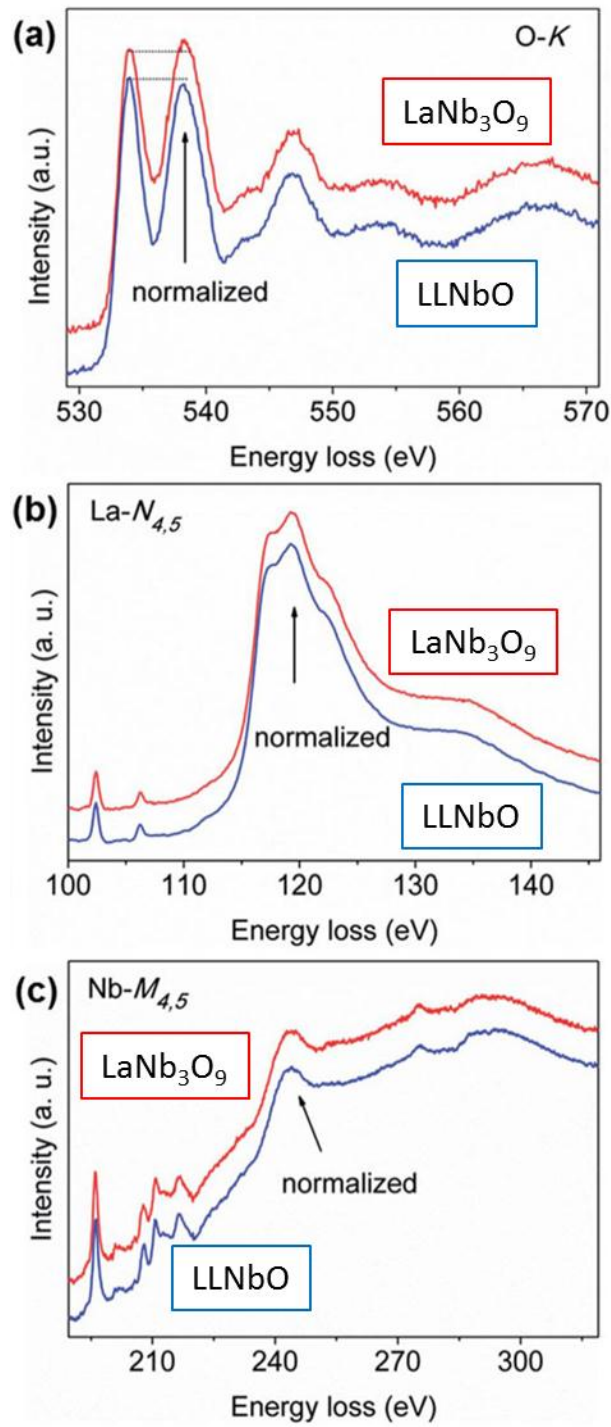 (a)
O-K
LaNb₃O₉
LLNbO
normalized
Intensity (a.u.)
530 540 550 560 570
Energy loss (eV)
(b)
La-N₄,₅
LaNb₃O₉
normalized
LLNbO
Intensity (a. u.)
100 110 120 130 140
Energy loss (eV)
(c)
Nb-M₄,₅
LaNb₃O₉
normalized
LLNbO
Intensity (a. u.)
210 240 270 300
Energy loss (eV)